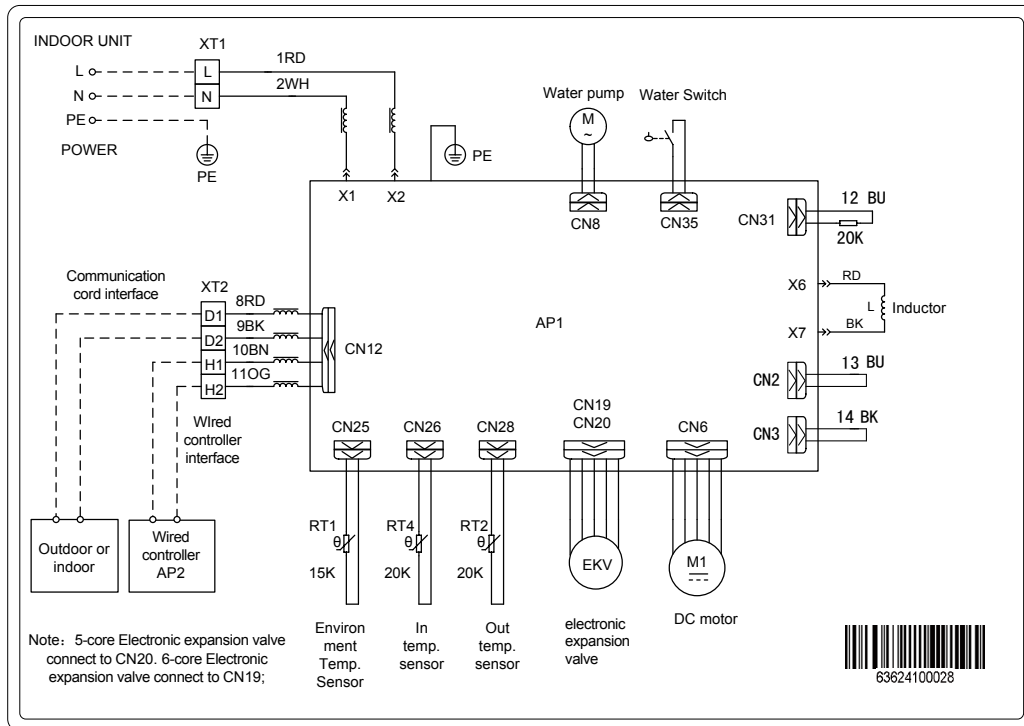 INDOOR UNIT
XT1
L
L
1RD
N
N
2WH
PE
POWER
PE
PE
X1
X2
Water pump
M
~
CN8
Water Switch
CN35
CN31
12 BU
20K
X6
RD
L
Inductor
X7
BK
CN2
13 BU
CN3
14 BK
AP1
Communication
cord interface
XT2
D1
8RD
D2
9BK
H1
10BN
H2
11OG
CN12
WIred
controller
interface
Outdoor or
indoor
Wired
controller
AP2
CN25
CN26
CN28
CN19
CN20
CN6
RT1
θ
15K
RT4
θ
20K
RT2
θ
20K
EKV
M1
Environ
ment
Temp.
Sensor
In
temp.
sensor
Out
temp.
sensor
electronic
expansion
valve
DC motor
Note：5-core Electronic expansion valve
connect to CN20. 6-core Electronic
expansion valve connect to CN19;
63624100028